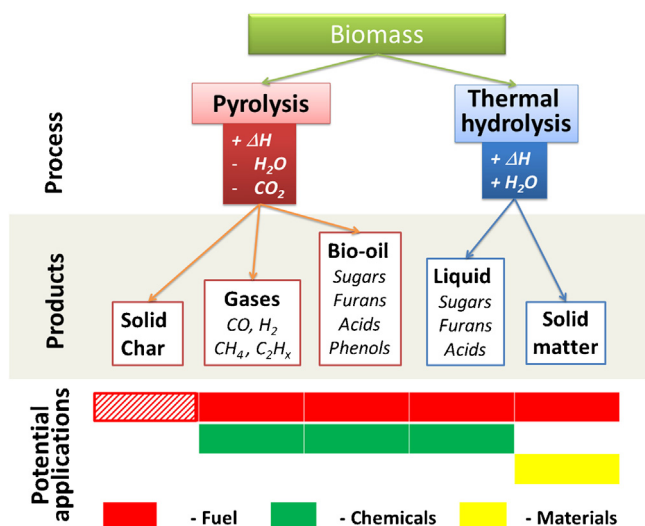 Biomass
Process
Pyrolysis
+ ΔH
- H₂O
- CO₂
Thermal
hydrolysis
+ ΔH
+ H₂O
Products
Solid
Char
Gases
CO, H₂
CH₄, C₂Hₓ
Bio-oil
Sugars
Furans
Acids
Phenols
Liquid
Sugars
Furans
Acids
Solid
matter
Potential
applications
- Fuel
- Chemicals
- Materials